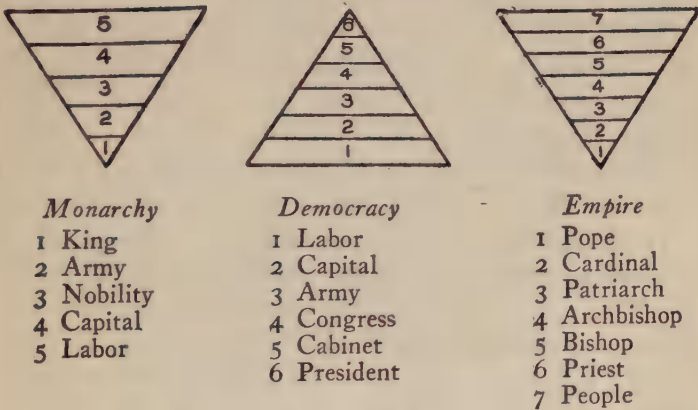 5
4
3
2
1
6
5
4
3
2
1
7
6
5
4
3
2
1
Monarchy
1 King
2 Army
3 Nobility
4 Capital
5 Labor
Democracy
1 Labor
2 Capital
3 Army
4 Congress
5 Cabinet
6 President
Empire
1 Pope
2 Cardinal
3 Patriarch
4 Archbishop
5 Bishop
6 Priest
7 People